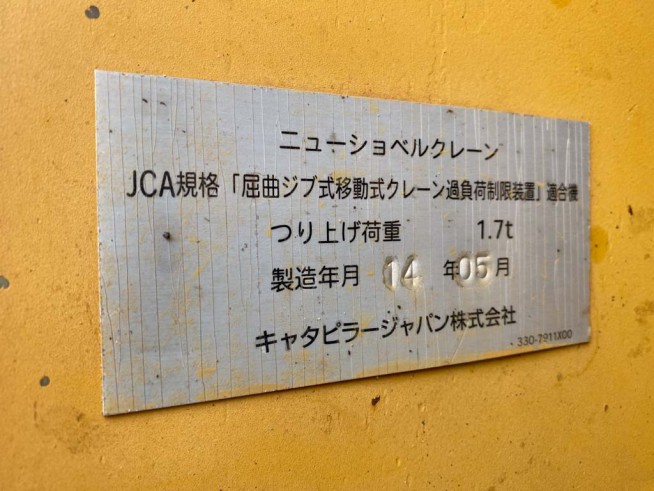 ニューショベルクレーン
JCA規格「屈曲ジブ式移動式クレーン過負荷制限装置」適合機
つり上げ荷重 1.7t
製造年月 14 年05月
キャタピラージャパン株式会社
330-7911X00